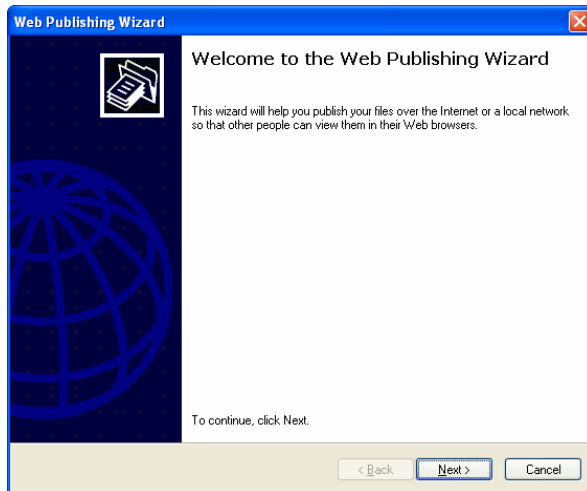 Web Publishing Wizard
Welcome to the Web Publishing Wizard
This wizard will help you publish your files over the Internet or a local network
so that other people can view them in their Web browsers.
To continue, click Next.
< Back
Next >
Cancel